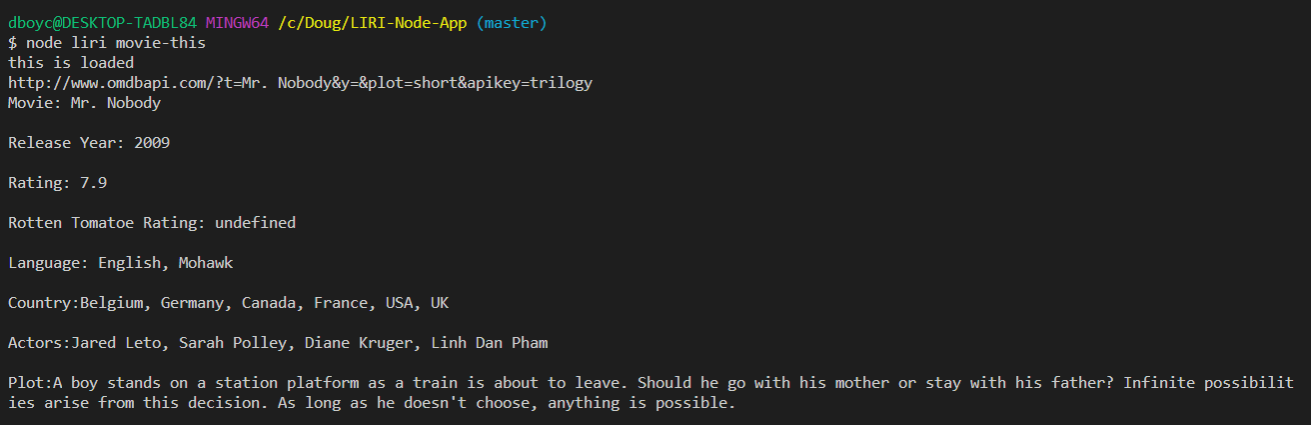 dboyc@DESKTOP-TADBL84 MINGW64 /c/Doug/LIRI-Node-App (master)
$ node liri movie-this
this is loaded
http://www.omdbapi.com/?t=Mr. Nobody&y=&plot=short&apikey=trilogy
Movie: Mr. Nobody
Release Year: 2009
Rating: 7.9
Rotten Tomatoe Rating: undefined
Language: English, Mohawk
Country:Belgium, Germany, Canada, France, USA, UK
Actors:Jared Leto, Sarah Polley, Diane Kruger, Linh Dan Pham
Plot:A boy stands on a station platform as a train is about to leave. Should he go with his mother or stay with his father? Infinite possibilit
ies arise from this decision. As long as he doesn't choose, anything is possible.